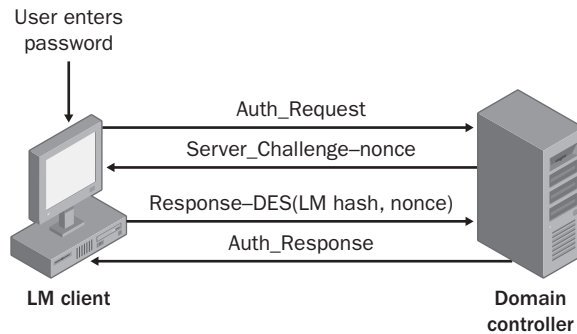 User enters
password
Auth_Request
Server_Challenge–nonce
Response–DES(LM hash, nonce)
Auth_Response
LM client
Domain
controller